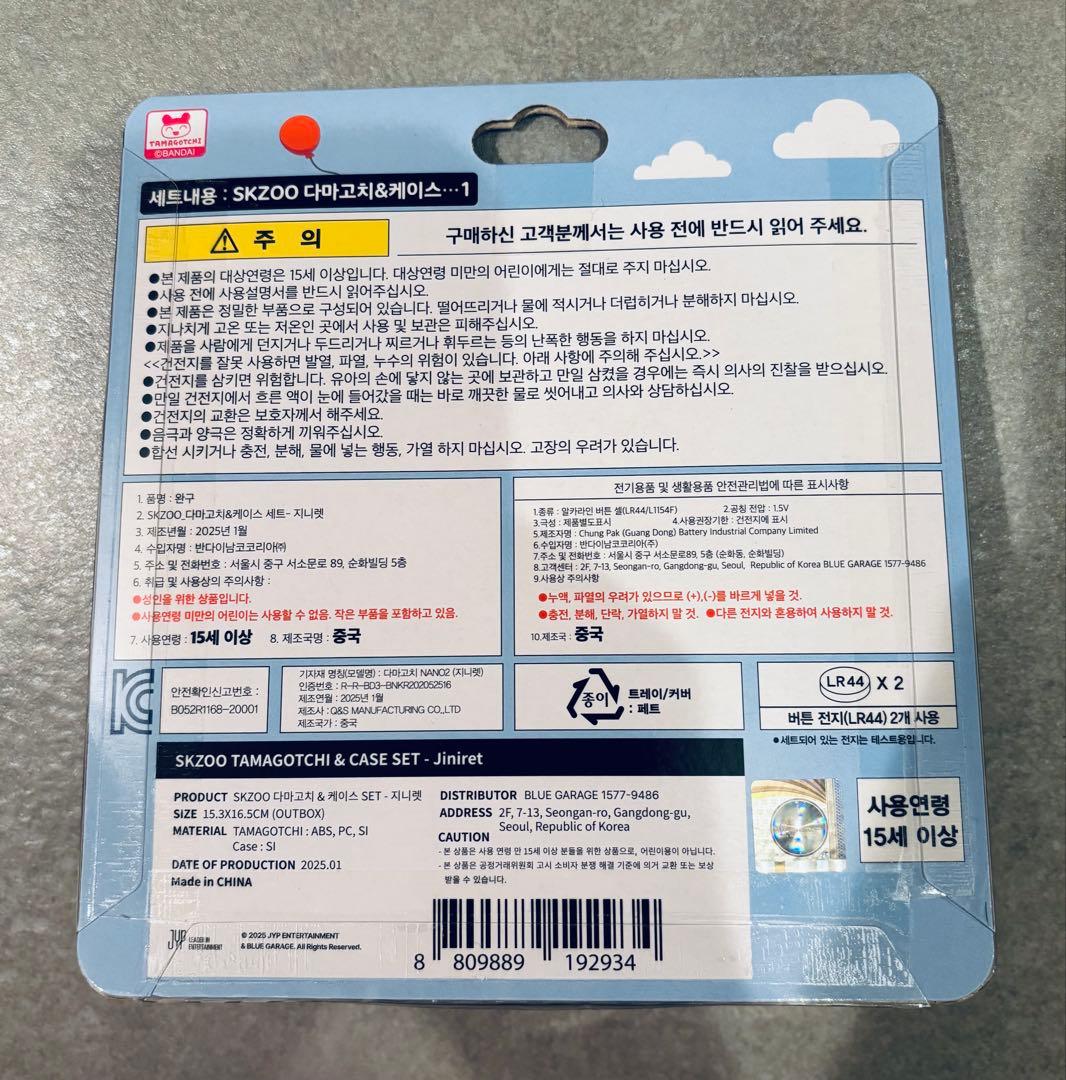 TAMAGOTCHI
©BANDAI
세트내용 : SKZOO 다마고치&케이스…1
주 의
구매하신 고객분께서는 사용 전에 반드시 읽어 주세요.
●본 제품의 대상연령은 15세 이상입니다. 대상연령 미만의 어린이에게는 절대로 주지 마십시오.
●사용 전에 사용설명서를 반드시 읽어주십시오.
●본 제품은 정밀한 부품으로 구성되어 있습니다. 떨어뜨리거나 물에 적시거나 더럽히거나 분해하지 마십시오.
●지나치게 고온 또는 저온인 곳에서 사용 및 보관은 피해주십시오.
●제품을 사람에게 던지거나 두드리거나 찌르거나 휘두르는 등의 난폭한 행동을 하지 마십시오.
<<건전지를 잘못 사용하면 발열, 파열, 누수의 위험이 있습니다. 아래 사항에 주의해 주십시오.>>
●건전지를 삼키면 위험합니다. 유아의 손에 닿지 않는 곳에 보관하고 만일 삼켰을 경우에는 즉시 의사의 진찰을 받으십시오.
●만일 건전지에서 흐른 액이 눈에 들어갔을 때는 바로 깨끗한 물로 씻어내고 의사와 상담하십시오.
●건전지의 교환은 보호자께서 해주세요.
●음극과 양극은 정확하게 끼워주십시오.
●합선 시키거나 충전, 분해, 물에 넣는 행동, 가열 하지 마십시오. 고장의 우려가 있습니다.
1. 품명 : 완구
2. SKZOO_다마고치&케이스 세트- 지니렛
3. 제조년월 : 2025년 1월
4. 수입자명 : 반다이남코코리아㈜
5. 주소 및 전화번호 : 서울시 중구 서소문로 89, 순화빌딩 5층
6. 취급 및 사용상의 주의사항 :
●성인을 위한 상품입니다.
●사용연령 미만의 어린이는 사용할 수 없음. 작은 부품을 포함하고 있음.
7. 사용연령 : 15세 이상 8. 제조국명 : 중국
전기용품 및 생활용품 안전관리법에 따른 표시사항
1.종류 : 알카라인 버튼 셀(LR44/L1154F) 2.공칭 전압 : 1.5V
3.극성 : 제품별도표시 4.사용권장기한 : 건전지에 표시
5.제조자명 : Chung Pak (Guang Dong) Battery Industrial Company Limited
6.수입자명 : 반다이남코코리아(주)
7.주소 및 전화번호 : 서울시 중구 서소문로89, 5층 (순화동, 순화빌딩)
8.고객센터 : 2F, 7-13, Seongan-ro, Gangdong-gu, Seoul, Republic of Korea BLUE GARAGE 1577-9486
9.사용상 주의사항
●누액, 파열의 우려가 있으므로 (+),(-)를 바르게 넣을 것.
●충전, 분해, 단락, 가열하지 말 것. ●다른 전지와 혼용하여 사용하지 말 것.
10.제조국 : 중국
안전확인신고번호 :
B052R1168-20001
기자재 명칭(모델명) : 다마고치 NANO2 (지니렛)
인증번호 : R-R-BD3-BNKR202052516
제조연월 : 2025년 1월
제조사 : Q&S MANUFACTURING CO.,LTD
제조국가 : 중국
종이
트레이/커버
: 페트
LR44 X 2
버튼 전지(LR44) 2개 사용
●세트되어 있는 전지는 테스트용입니다.
SKZOO TAMAGOTCHI & CASE SET - Jiniret
PRODUCT SKZOO 다마고치 & 케이스 SET - 지니렛
SIZE 15.3X16.5CM (OUTBOX)
MATERIAL TAMAGOTCHI : ABS, PC, SI
Case : SI
DATE OF PRODUCTION 2025.01
Made in CHINA
DISTRIBUTOR BLUE GARAGE 1577-9486
ADDRESS 2F, 7-13, Seongan-ro, Gangdong-gu,
Seoul, Republic of Korea
CAUTION
- 본 상품은 사용 연령 만 15세 이상 분들을 위한 상품으로, 어린이용이 아닙니다.
- 본 상품은 공정거래위원회 고시 소비자 분쟁 해결 기준에 의거 교환 또는 보상
받을 수 있습니다.
사용연령
15세 이상
JYP LEADER IN
ENTERTAINMENT
© 2025 JYP ENTERTAINMENT
& BLUE GARAGE. All Rights Reserved.
8 809889 192934